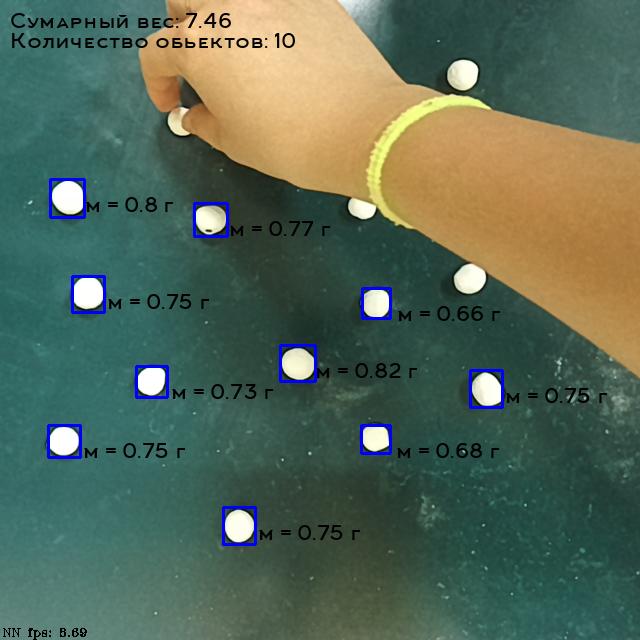 Сумарный вес: 7.46
Количество обьектов: 10
м = 0.8 г
м = 0.77 г
м = 0.75 г
м = 0.66 г
м = 0.82 г
м = 0.73 г
м = 0.75 г
м = 0.75 г
м = 0.68 г
м = 0.75 г
NN fps: 8.69